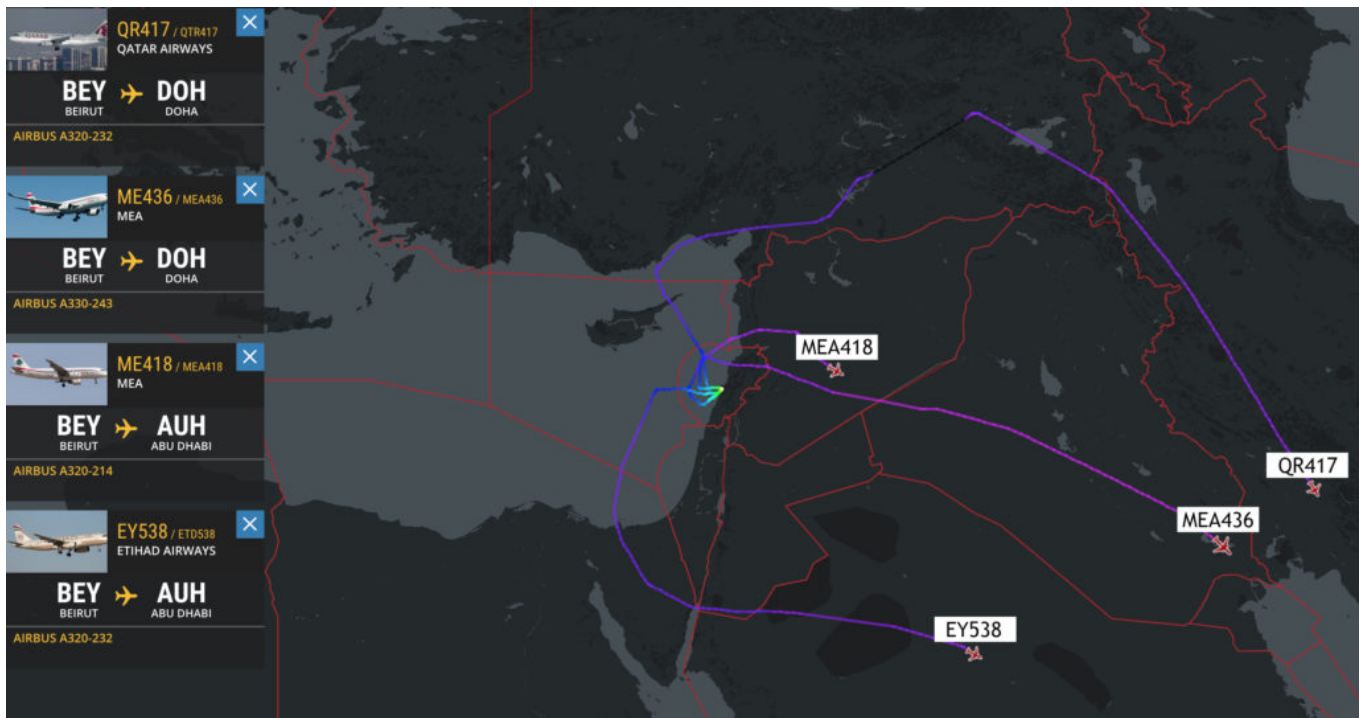 QR417 / QTR417
QATAR AIRWAYS
BEY DOH
BEIRUT DOHA
AIRBUS A320-232
ME436 / MEA436
MEA
BEY DOH
BEIRUT DOHA
AIRBUS A330-243
ME418 / MEA418
MEA
BEY AUH
BEIRUT ABU DHABI
AIRBUS A320-214
EY538 / ETD538
ETIHAD AIRWAYS
BEY AUH
BEIRUT ABU DHABI
AIRBUS A320-232
MEA418
QR417
MEA436
EY538